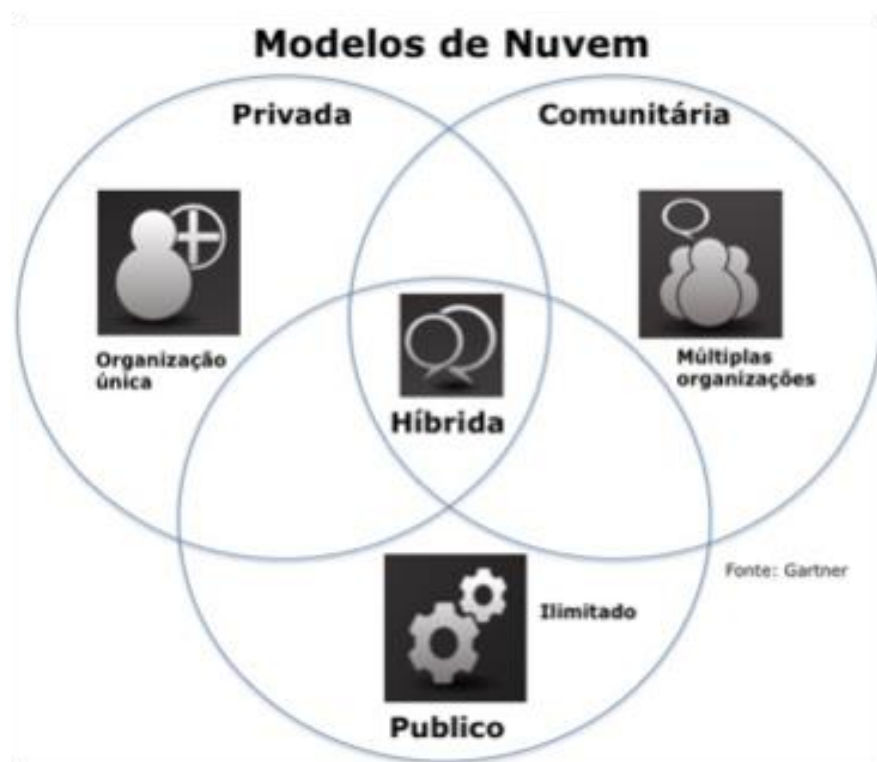 Modelos de Nuvem
Privada
Comunitária
Organização
única
Múltiplas
organizações
Híbrida
Fonte: Gartner
Ilimitado
Publico